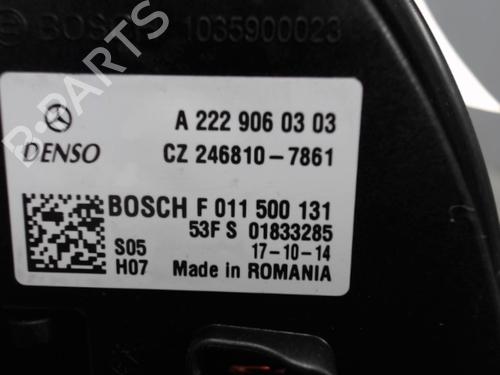 BOSCH 1035900023
A 222 906 03 03
DENSO CZ 246810-7861
BOSCH F 011 500 131
53F S 01833285
S05 17-10-14
H07 Made in ROMANIA
B-PARTS